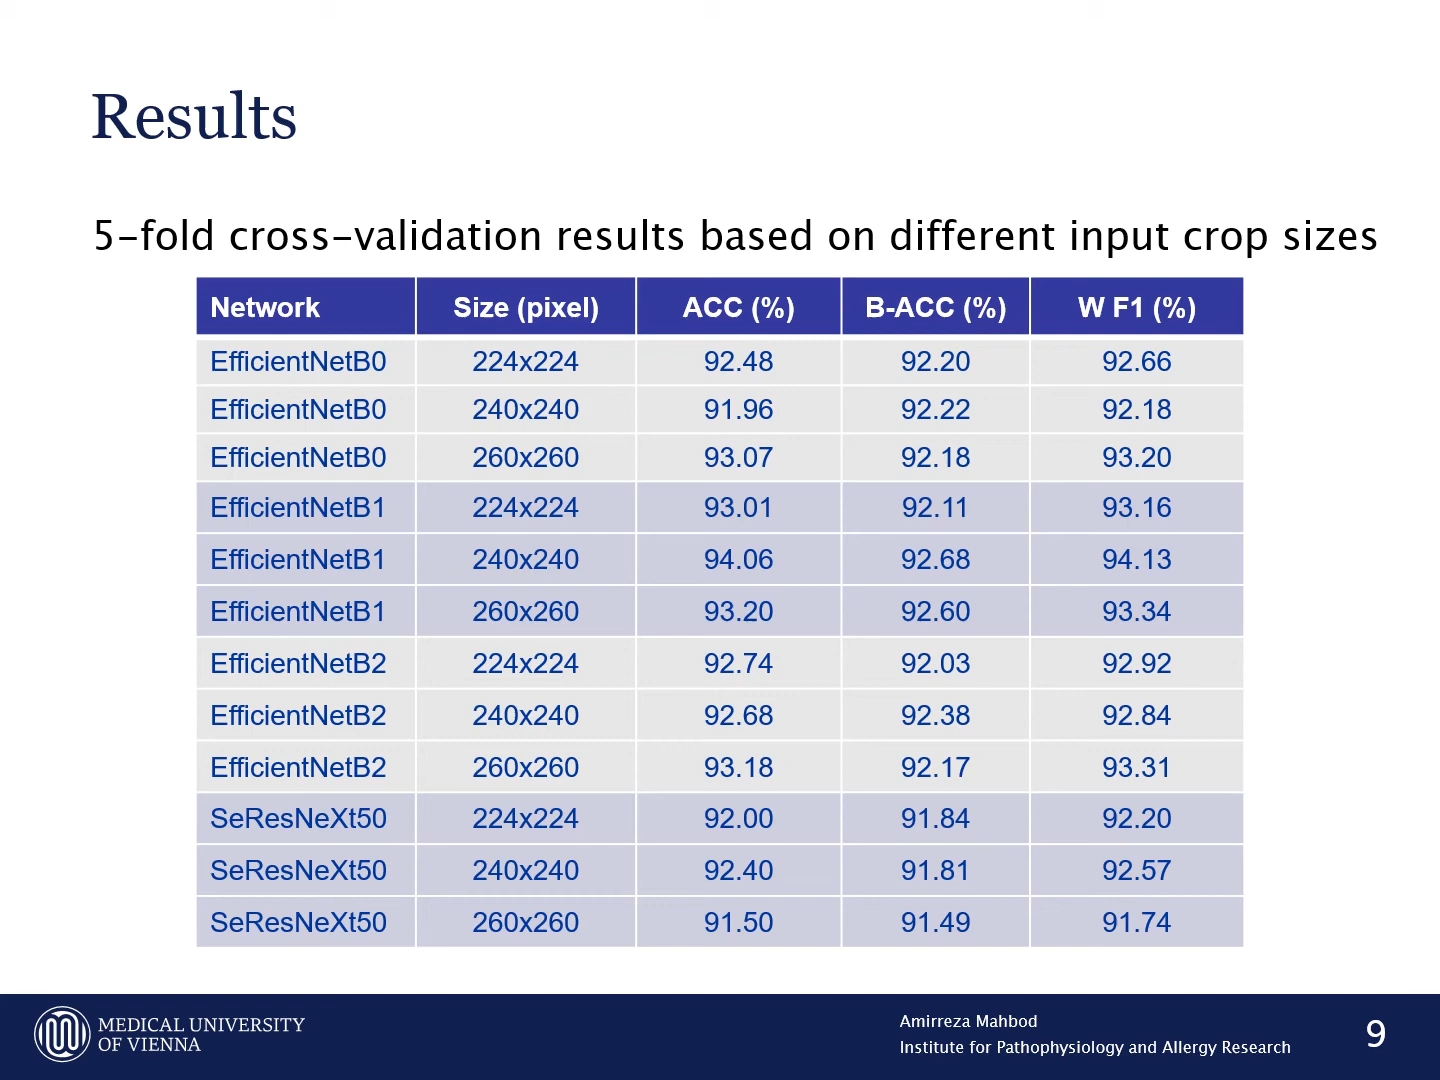 Results
5-fold cross-validation results based on different input crop sizes
Network Size (pixel) ACC (%) B-ACC (%) W F1 (%)
EfficientNetB0 224x224 92.48 92.20 92.66
EfficientNetB0 240x240 91.96 92.22 92.18
EfficientNetB0 260x260 93.07 92.18 93.20
EfficientNetB1 224x224 93.01 92.11 93.16
EfficientNetB1 240x240 94.06 92.68 94.13
EfficientNetB1 260x260 93.20 92.60 93.34
EfficientNetB2 224x224 92.74 92.03 92.92
EfficientNetB2 240x240 92.68 92.38 92.84
EfficientNetB2 260x260 93.18 92.17 93.31
SeResNeXt50 224x224 92.00 91.84 92.20
SeResNeXt50 240x240 92.40 91.81 92.57
SeResNeXt50 260x260 91.50 91.49 91.74
MEDICAL UNIVERSITY
OF VIENNA
Amirreza Mahbod
Institute for Pathophysiology and Allergy Research
9